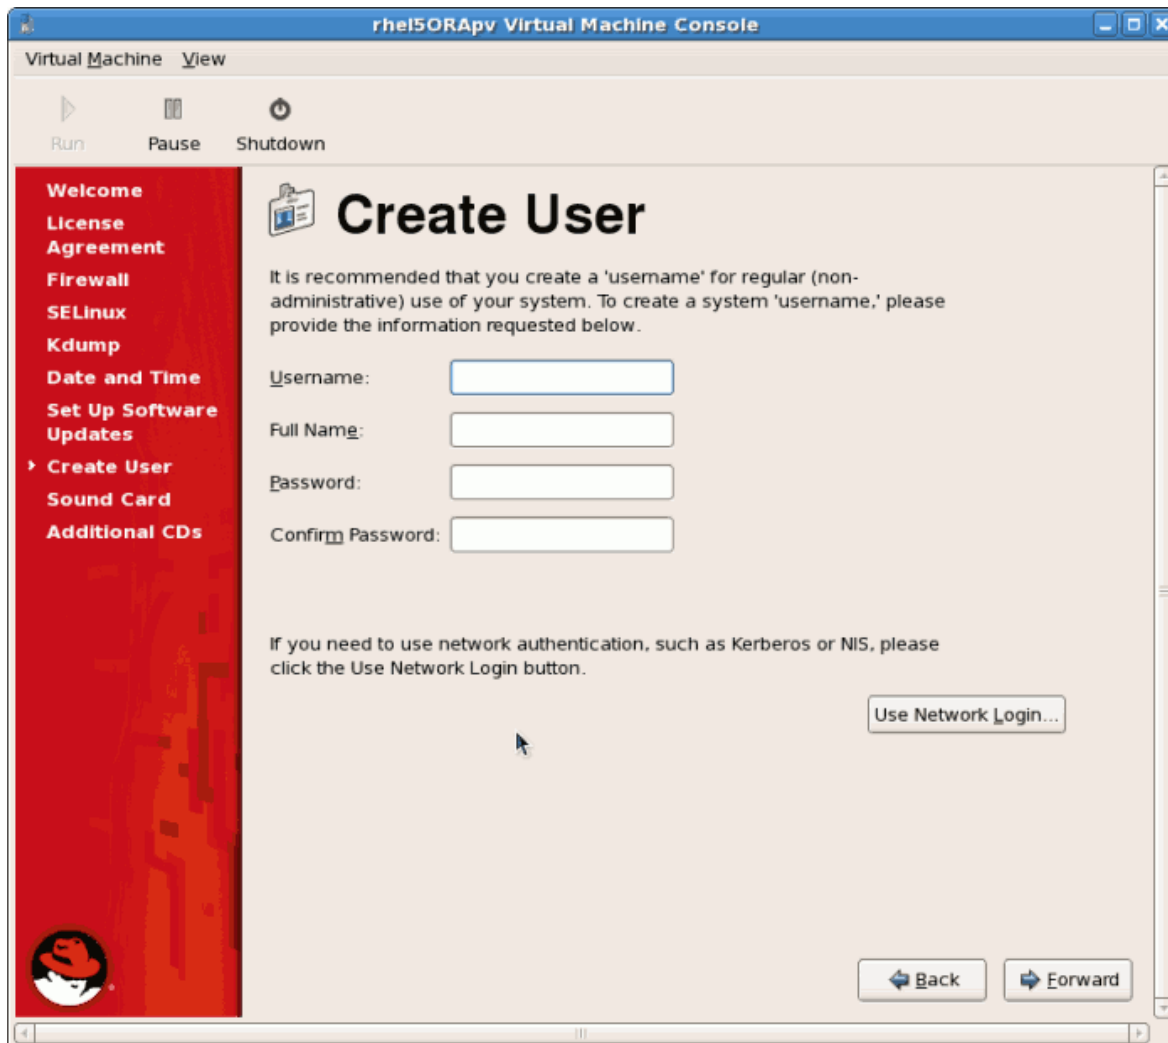 rhel5ORApv Virtual Machine Console
Virtual Machine View
Run Pause Shutdown
Welcome
License
Agreement
Firewall
SELinux
Kdump
Date and Time
Set Up Software
Updates
Create User
Sound Card
Additional CDs
Create User
It is recommended that you create a 'username' for regular (non-
administrative) use of your system. To create a system 'username,' please
provide the information requested below.
Username:
Full Name:
Password:
Confirm Password:
If you need to use network authentication, such as Kerberos or NIS, please
click the Use Network Login button.
Use Network Login...
Back Forward